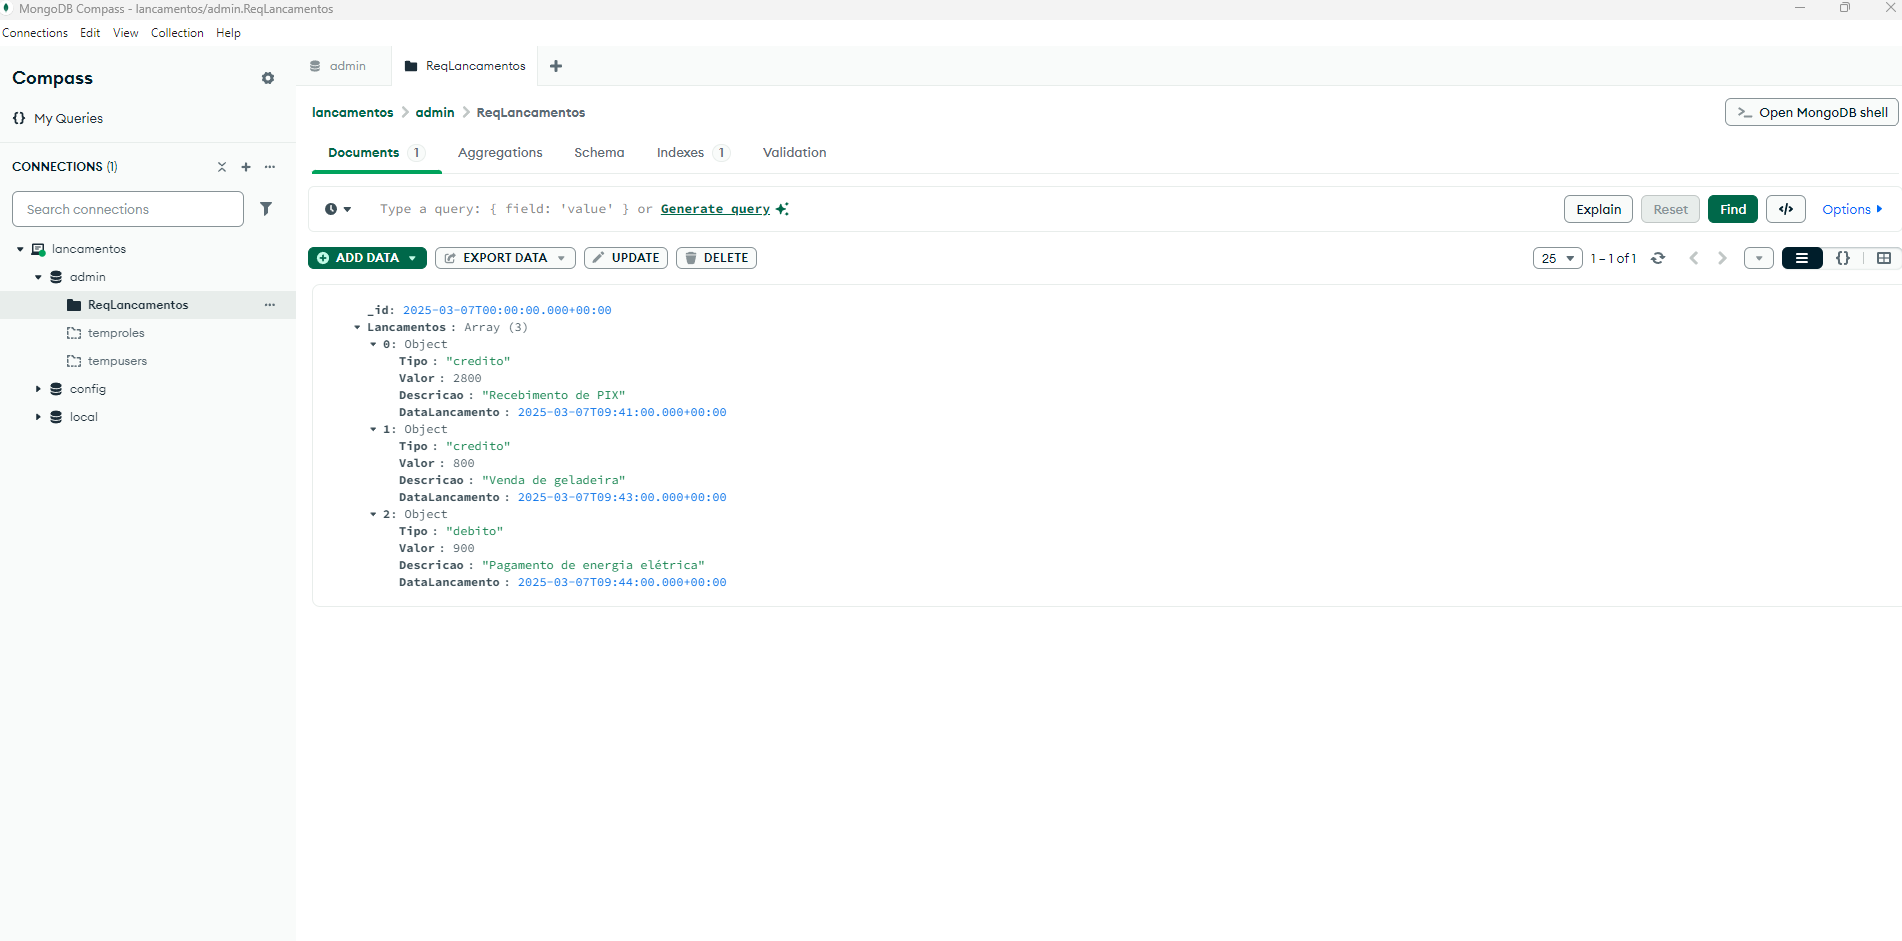 MongoDB Compass - lancamentos/admin.ReqLancamentos
Connections Edit View Collection Help
Compass
{} My Queries
CONNECTIONS (1)
Search connections
lancamentos
admin
ReqLancamentos
temproles
tempusers
config
local
admin ReqLancamentos
lancamentos > admin > ReqLancamentos
>_ Open MongoDB shell
Documents 1 Aggregations Schema Indexes 1 Validation
Type a query: { field: 'value' } or Generate query
Explain Reset Find </> Options
ADD DATA EXPORT DATA UPDATE DELETE
25 1 – 1 of 1 {}
_id: 2025-03-07T00:00:00.000+00:00
Lancamentos : Array (3)
0: Object
Tipo : "credito"
Valor : 2800
Descricao : "Recebimento de PIX"
DataLancamento : 2025-03-07T09:41:00.000+00:00
1: Object
Tipo : "credito"
Valor : 800
Descricao : "Venda de geladeira"
DataLancamento : 2025-03-07T09:43:00.000+00:00
2: Object
Tipo : "debito"
Valor : 900
Descricao : "Pagamento de energia elétrica"
DataLancamento : 2025-03-07T09:44:00.000+00:00